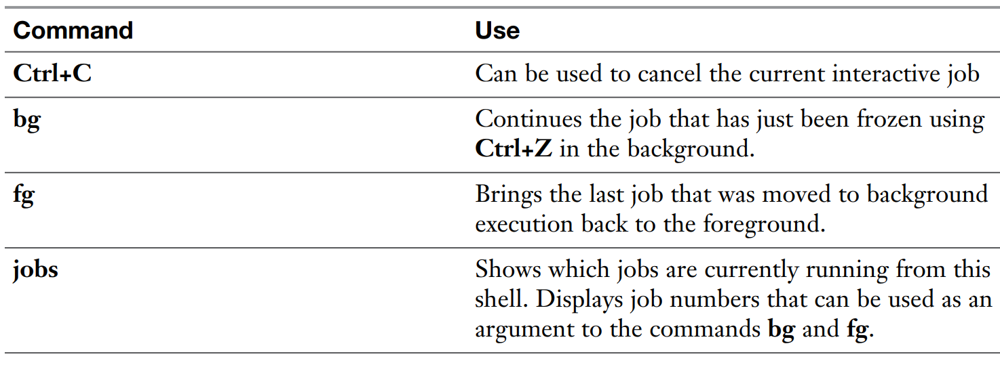 Command Use
Ctrl+C Can be used to cancel the current interactive job
bg Continues the job that has just been frozen using
Ctrl+Z in the background.
fg Brings the last job that was moved to background
execution back to the foreground.
jobs Shows which jobs are currently running from this
shell. Displays job numbers that can be used as an
argument to the commands bg and fg.